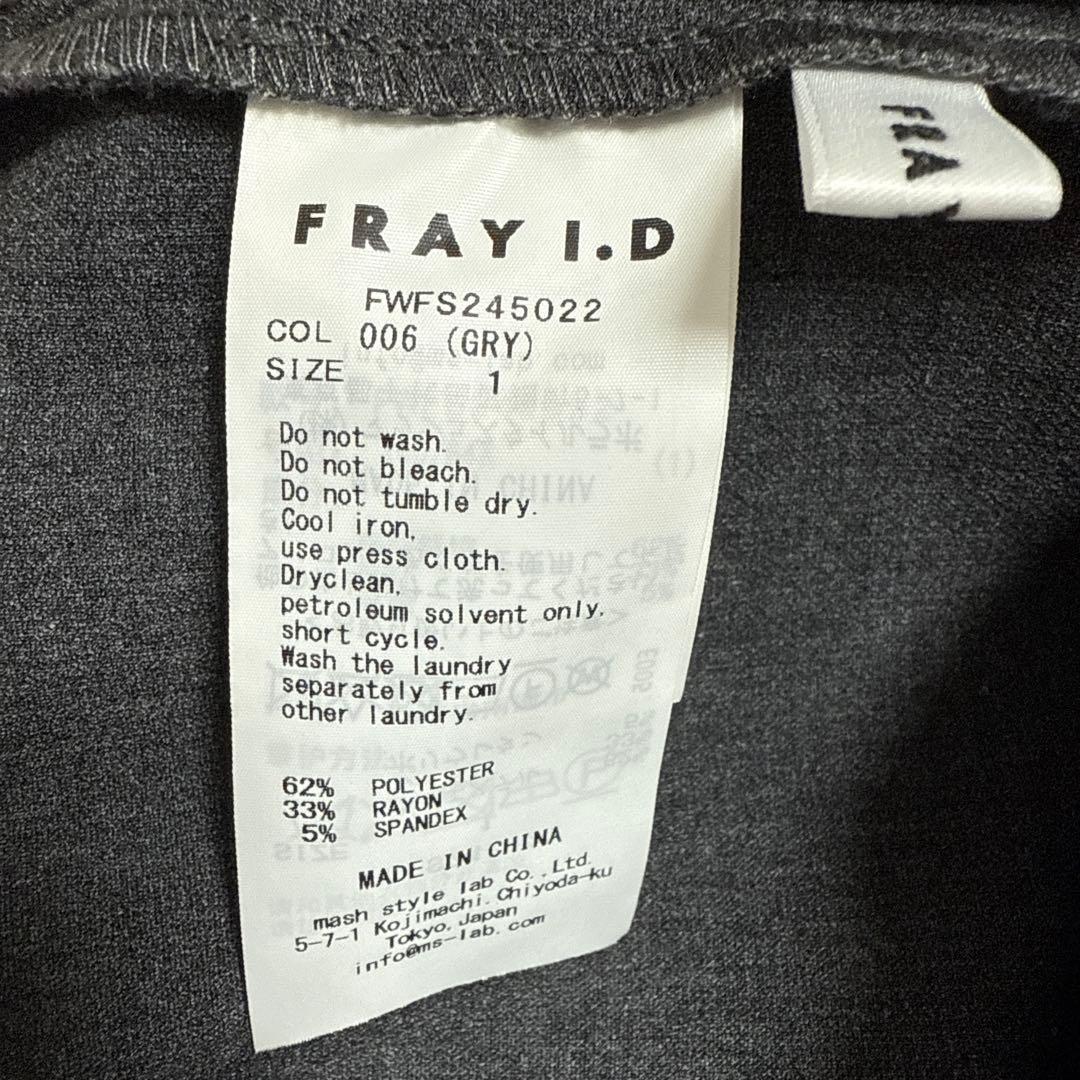 FRAY I.D
FWFS245022
COL 006 (GRY)
SIZE 1
Do not wash.
Do not bleach.
Do not tumble dry.
Cool iron,
use press cloth.
Dryclean,
petroleum solvent only.
short cycle.
Wash the laundry
separately from
other laundry.
62% POLYESTER
33% RAYON
5% SPANDEX
MADE IN CHINA
mash style lab Co.,Ltd.
5-7-1 Kojimachi.Chiyoda-ku
Tokyo,Japan
info@ms-lab.com
FRA